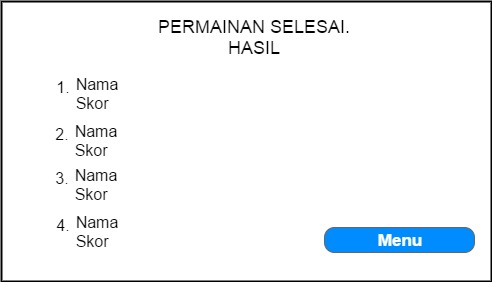 PERMAINAN SELESAI.
HASIL
1. Nama
Skor
2. Nama
Skor
3. Nama
Skor
4. Nama
Skor
Menu